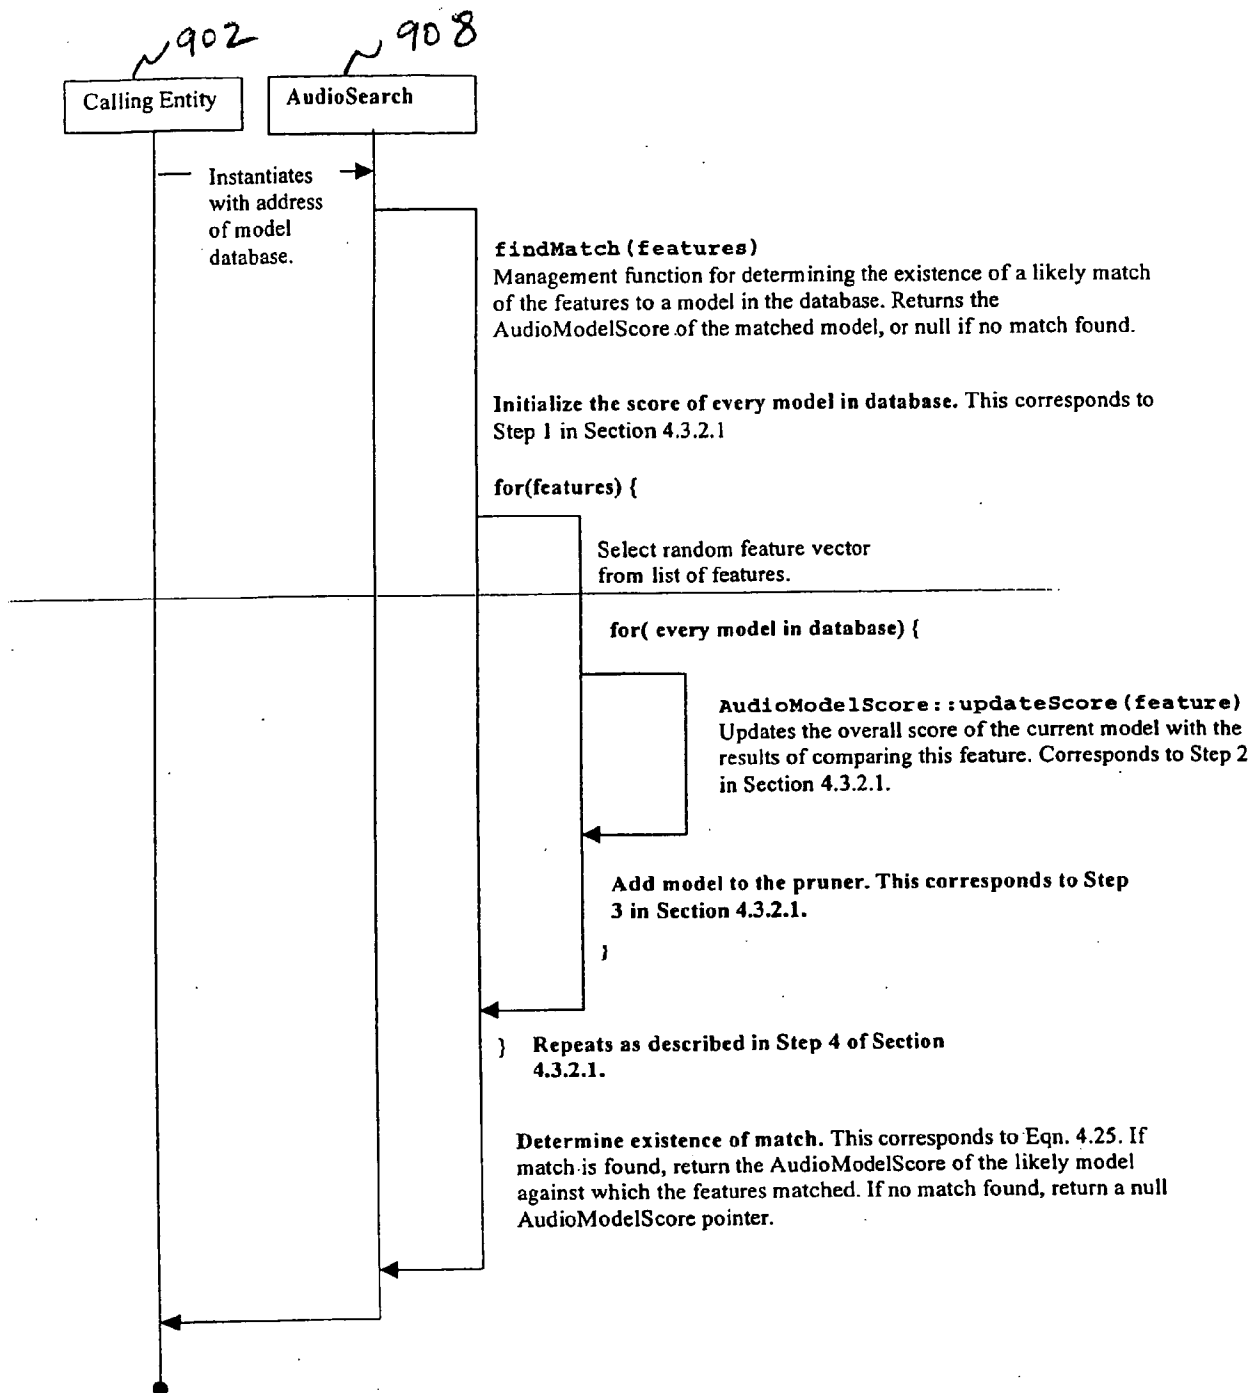 902
908
Calling Entity
AudioSearch
Instantiates
with address
of model
database.
findMatch(features)
Management function for determining the existence of a likely match
of the features to a model in the database. Returns the
AudioModelScore of the matched model, or null if no match found.
Initialize the score of every model in database. This corresponds to
Step 1 in Section 4.3.2.1
for(features) {
Select random feature vector
from list of features.
for( every model in database) {
AudioModelScore::updateScore(feature)
Updates the overall score of the current model with the
results of comparing this feature. Corresponds to Step 2
in Section 4.3.2.1.
Add model to the pruner. This corresponds to Step
3 in Section 4.3.2.1.
}
} Repeats as described in Step 4 of Section
4.3.2.1.
Determine existence of match. This corresponds to Eqn. 4.25. If
match is found, return the AudioModelScore of the likely model
against which the features matched. If no match found, return a null
AudioModelScore pointer.